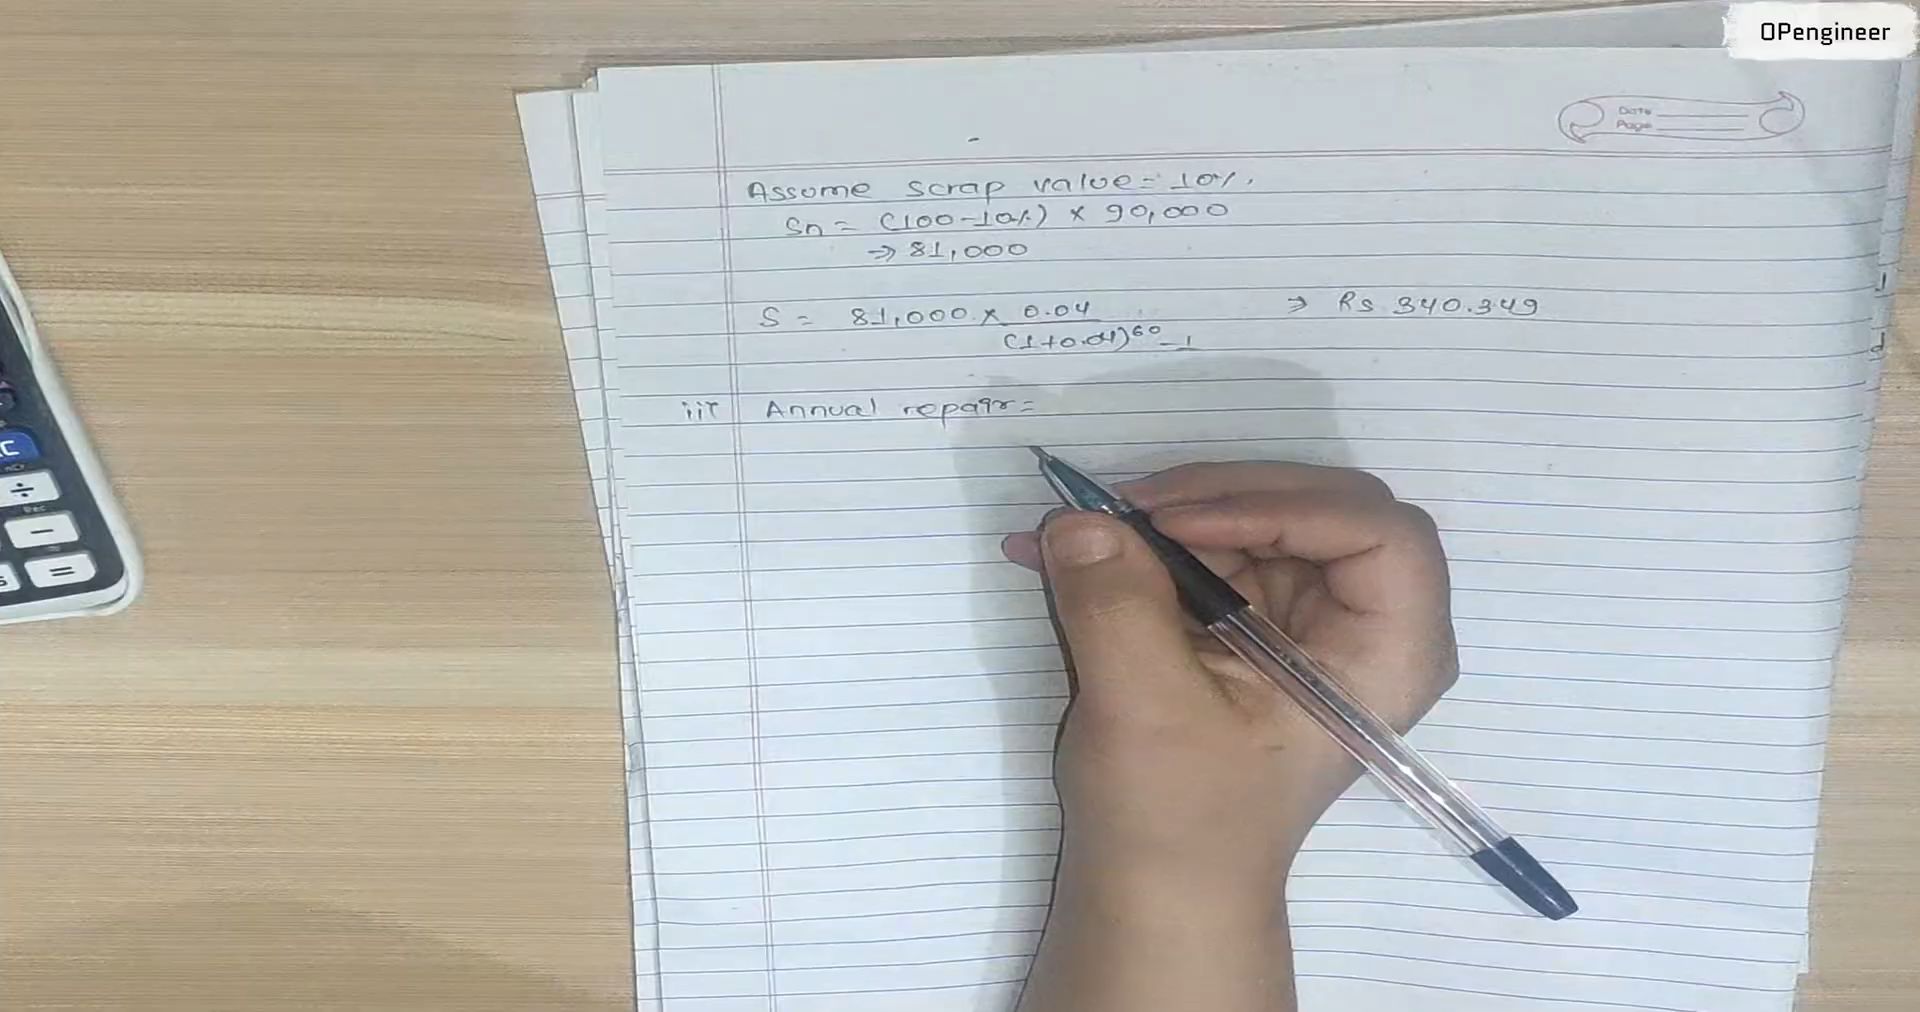 OPengineer
Date
Page
Assume scrap value = 10%.
Sn = (100-10%) × 90,000
⇒ 81,000
S = 81,000 × 0.04 ⇒ Rs 340.349
(1+0.04)^60 - 1
iii Annual repair =
C
÷
−
=